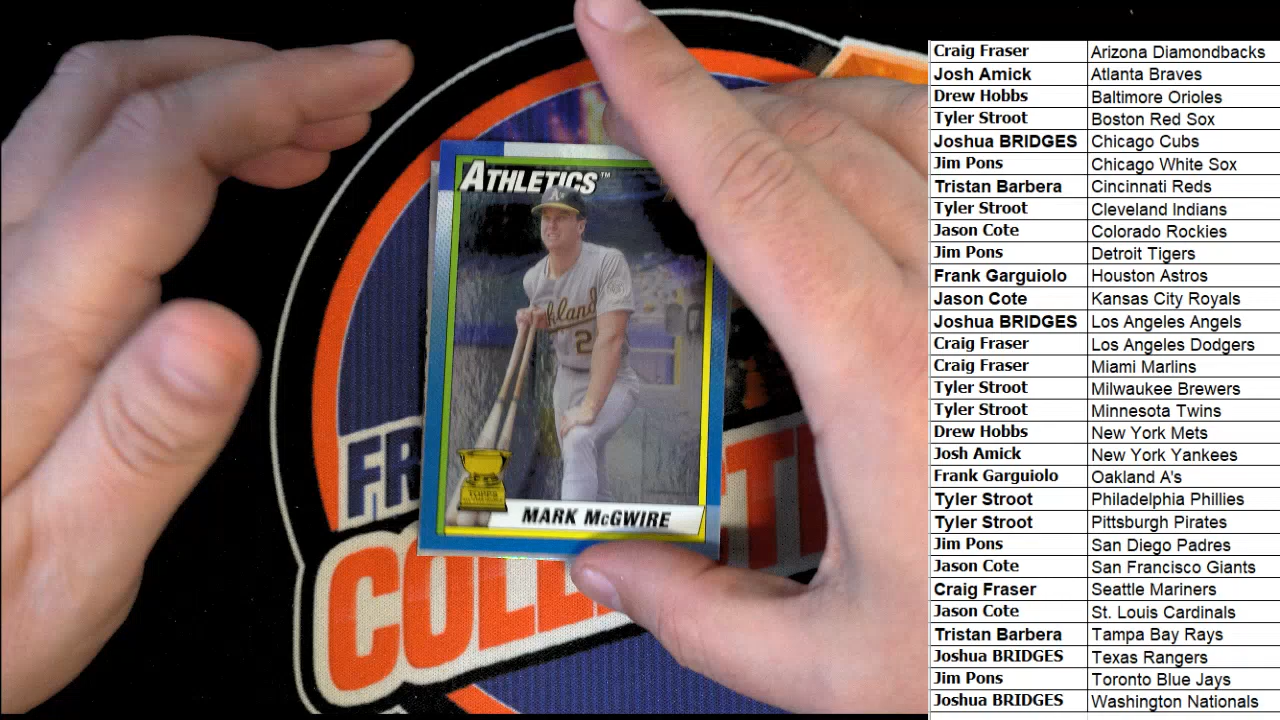 ATHLETICS™
A's
kland
2
MARK McGWIRE
FR
COLL
Craig Fraser Arizona Diamondbacks
Josh Amick Atlanta Braves
Drew Hobbs Baltimore Orioles
Tyler Stroot Boston Red Sox
Joshua BRIDGES Chicago Cubs
Jim Pons Chicago White Sox
Tristan Barbera Cincinnati Reds
Tyler Stroot Cleveland Indians
Jason Cote Colorado Rockies
Jim Pons Detroit Tigers
Frank Garguiolo Houston Astros
Jason Cote Kansas City Royals
Joshua BRIDGES Los Angeles Angels
Craig Fraser Los Angeles Dodgers
Craig Fraser Miami Marlins
Tyler Stroot Milwaukee Brewers
Tyler Stroot Minnesota Twins
Drew Hobbs New York Mets
Josh Amick New York Yankees
Frank Garguiolo Oakland A's
Tyler Stroot Philadelphia Phillies
Tyler Stroot Pittsburgh Pirates
Jim Pons San Diego Padres
Jason Cote San Francisco Giants
Craig Fraser Seattle Mariners
Jason Cote St. Louis Cardinals
Tristan Barbera Tampa Bay Rays
Joshua BRIDGES Texas Rangers
Jim Pons Toronto Blue Jays
Joshua BRIDGES Washington Nationals